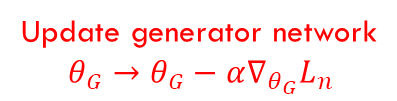 Update generator network
θ_G → θ_G − α∇_{θ_G} L_n